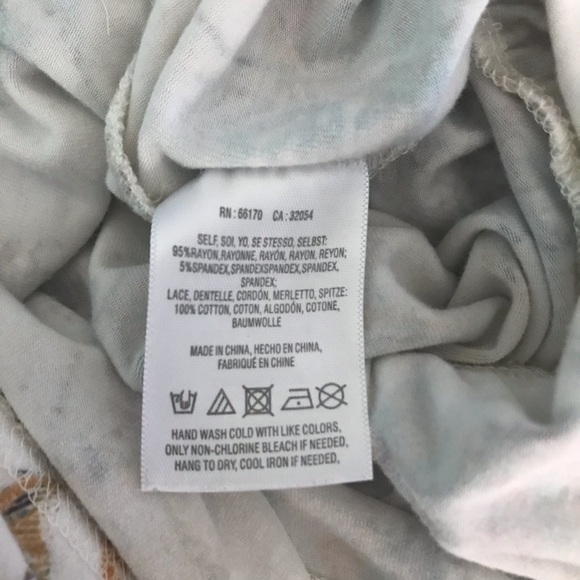 RN : 66170 CA : 32054
SELF, SOI, YO, SE STESSO, SELBST:
95%RAYON,RAYONNE, RAYÓN, RAYON, REYON;
5%SPANDEX,SPANDEXSPANDEX,SPANDEX,
SPANDEX;
LACE, DENTELLE, CORDÓN, MERLETTO, SPITZE:
100% COTTON, COTON, ALGODÓN, COTONE,
BAUMWOLLE
MADE IN CHINA, HECHO EN CHINA,
FABRIQUÉ EN CHINE
HAND WASH COLD WITH LIKE COLORS,
ONLY NON-CHLORINE BLEACH IF NEEDED,
HANG TO DRY, COOL IRON IF NEEDED,